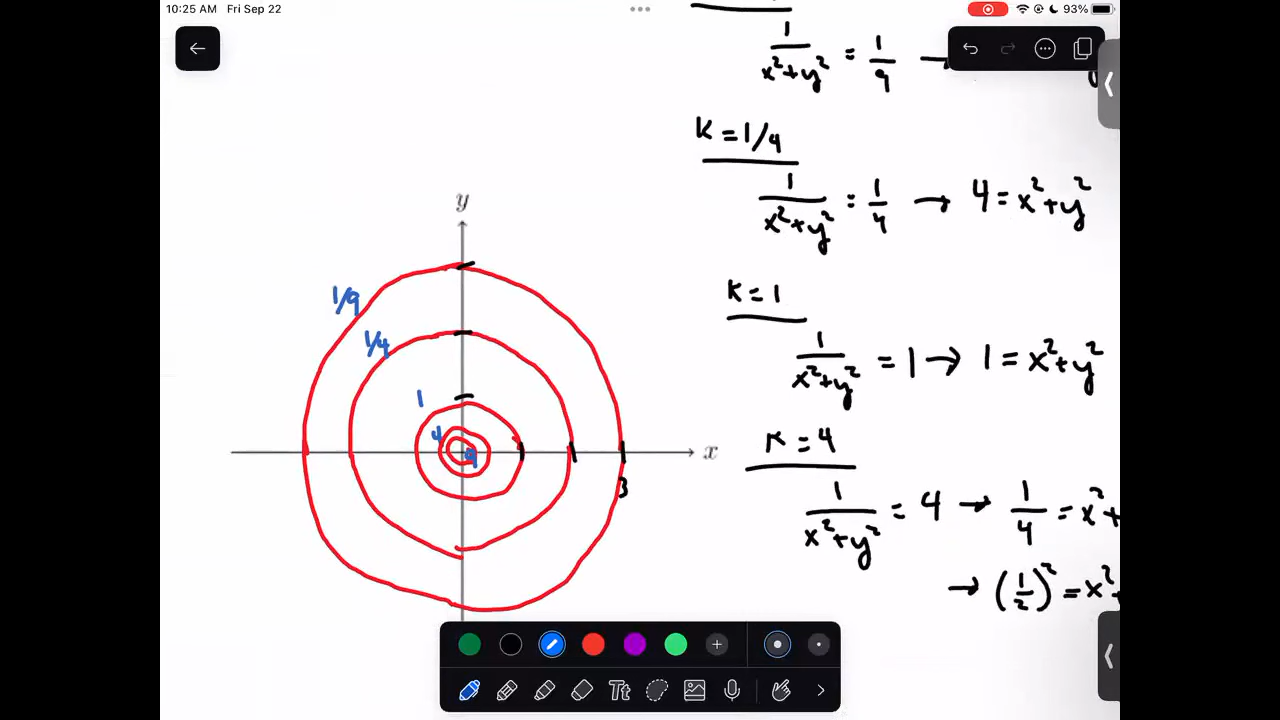 10:25 AM Fri Sep 22
93%
1/(x²+y²) = 1/9 →
K = 1/4
1/(x²+y²) = 1/4 → 4 = x²+y²
K = 1
1/(x²+y²) = 1 → 1 = x²+y²
K = 4
1/(x²+y²) = 4 → 1/4 = x²+
→ (1/2)² = x²+
y
1/9
1/4
1
4
9
x
3
Tt